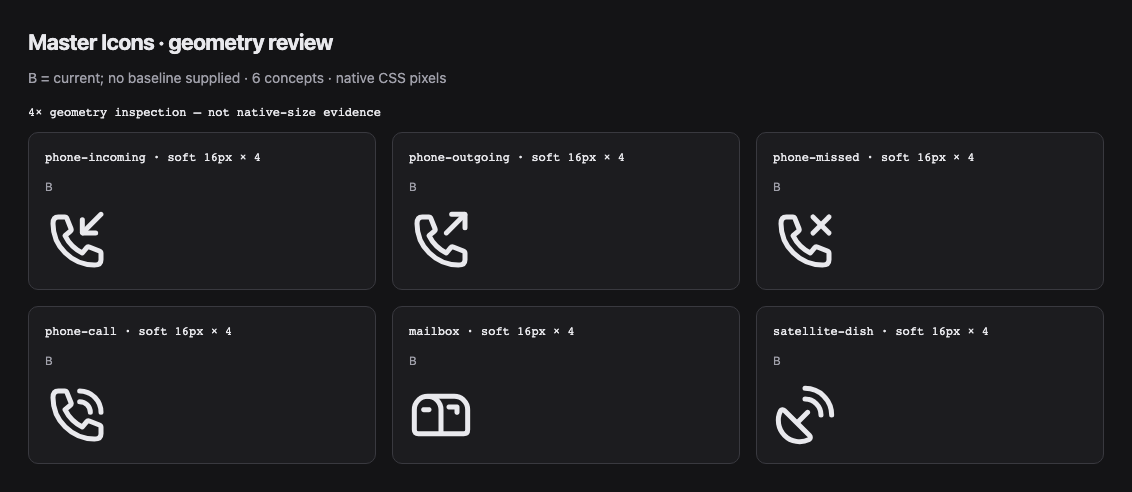 Master Icons · geometry review
B = current; no baseline supplied · 6 concepts · native CSS pixels
4× geometry inspection — not native-size evidence
phone-incoming · soft 16px × 4
B
phone-outgoing · soft 16px × 4
B
phone-missed · soft 16px × 4
B
phone-call · soft 16px × 4
B
mailbox · soft 16px × 4
B
satellite-dish · soft 16px × 4
B